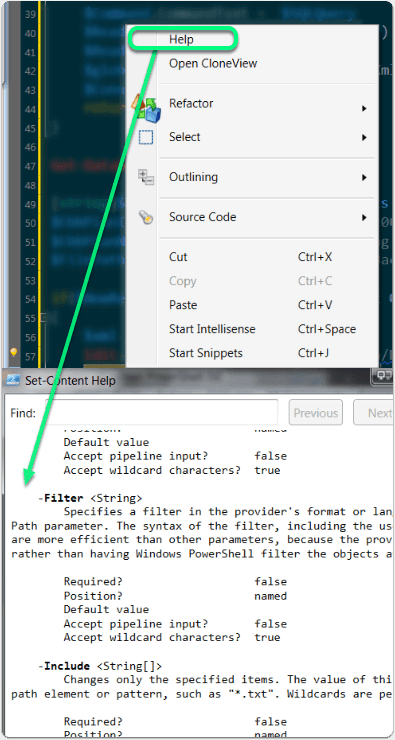 39
40
41
42
43
44
45
46
47
48
49
50
51
52
53
54
55
56
57
Help
Open CloneView
Refactor
Select
Outlining
Source Code
Cut Ctrl+X
Copy Ctrl+C
Paste Ctrl+V
Start Intellisense Ctrl+Space
Start Snippets Ctrl+J
Set-Content Help
Find: Previous Next
Position? named
Default value
Accept pipeline input? false
Accept wildcard characters? true
-Filter <String>
Specifies a filter in the provider's format or lan
Path parameter. The syntax of the filter, including the us
are more efficient than other parameters, because the prov
rather than having Windows PowerShell filter the objects a
Required? false
Position? named
Default value
Accept pipeline input? false
Accept wildcard characters? true
-Include <String[]>
Changes only the specified items. The value of thi
path element or pattern, such as "*.txt". Wildcards are pe
Required? false
Position? named